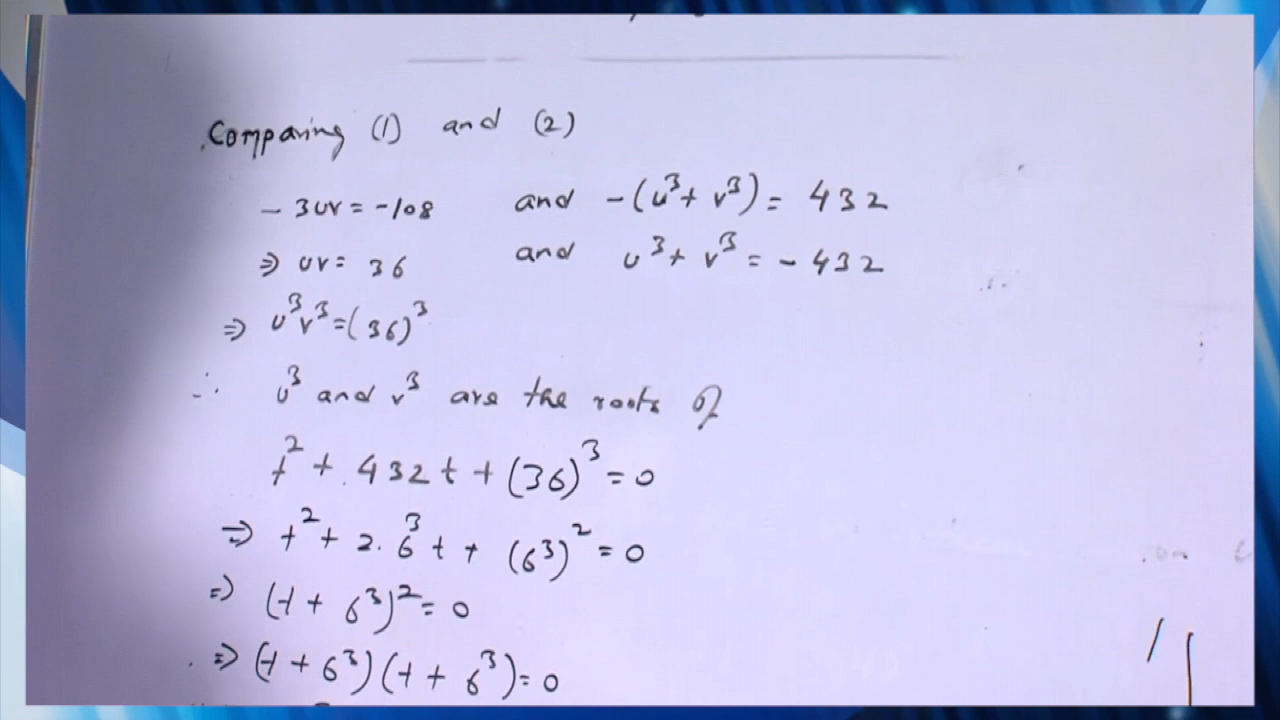 Comparing (1) and (2)
- 3uv = -108 and -(u³ + v³) = 432
⇒ uv = 36 and u³ + v³ = - 432
⇒ u³v³ = (36)³
∴ u³ and v³ are the roots of
t² + 432t + (36)³ = 0
⇒ t² + 2.6³t + (6³)² = 0
⇒ (t + 6³)² = 0
⇒ (t + 6³)(t + 6³) = 0